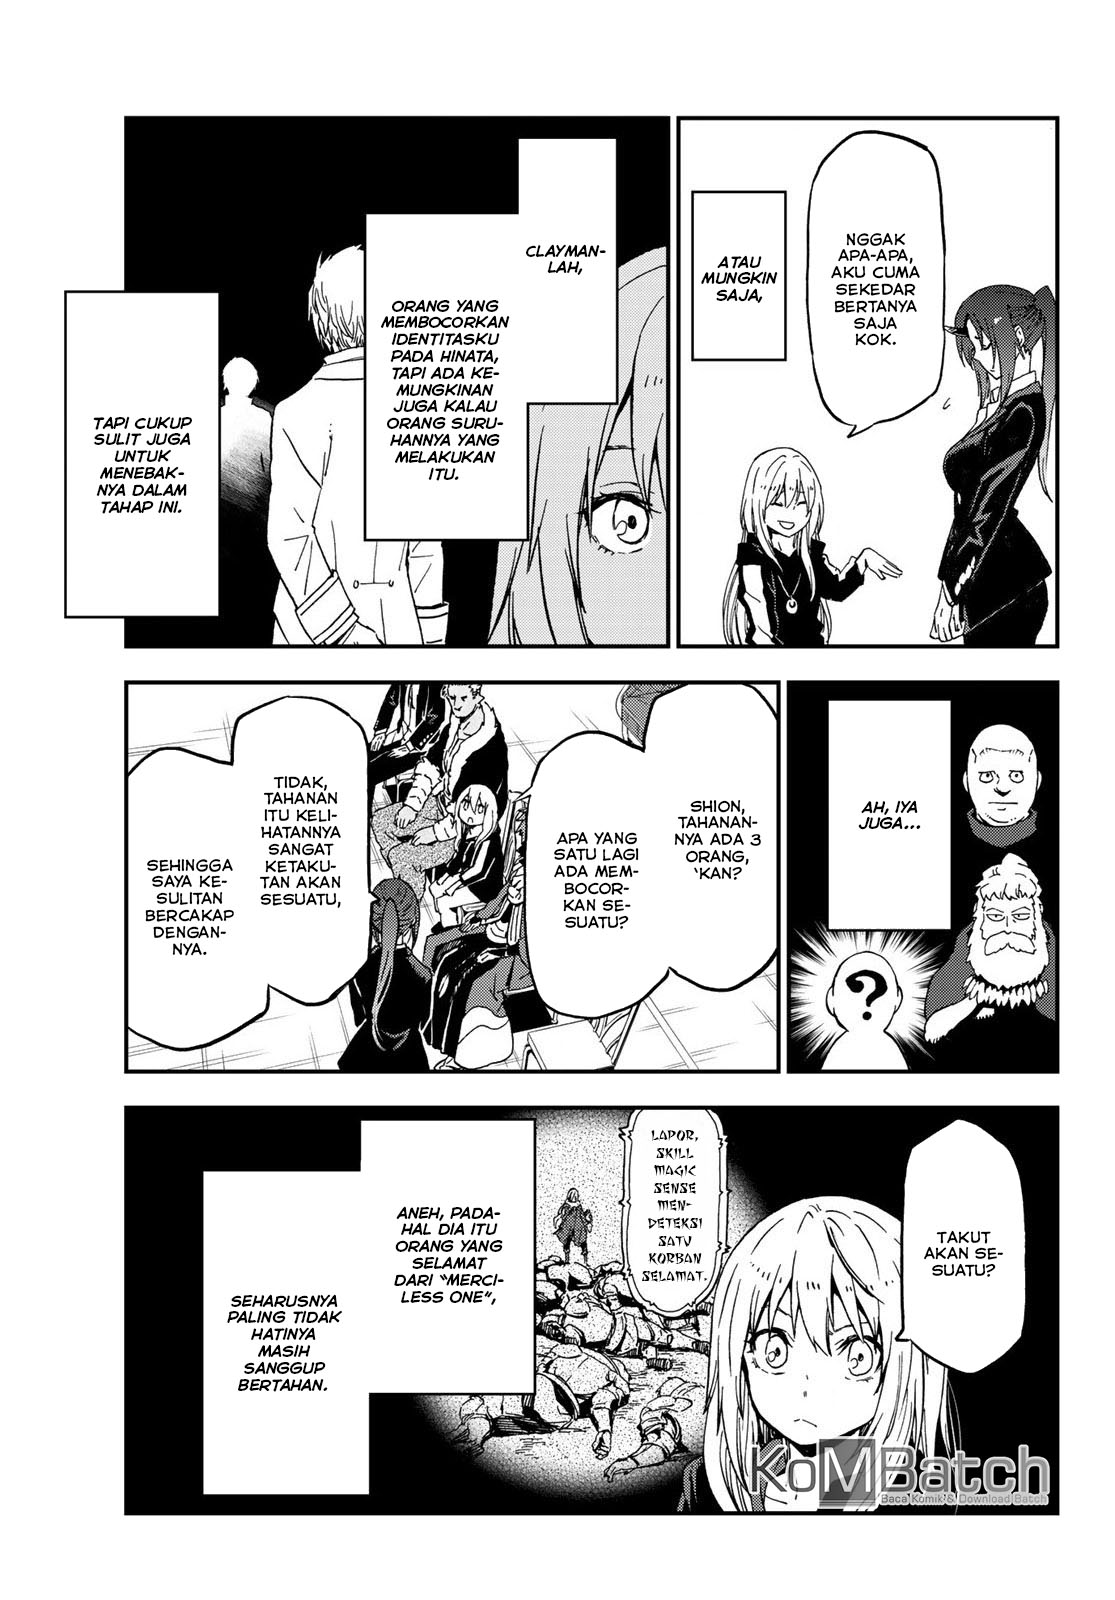 NGGAK
APA-APA,
AKU CUMA
SEKEDAR
BERTANYA
SAJA
KOK.
ATAU
MUNGKIN
SAJA,
CLAYMAN-
LAH,
ORANG YANG
MEMBOCORKAN
IDENTITASKU
PADA HINATA,
TAPI ADA KE-
MUNGKINAN
JUGA KALAU
ORANG SURU-
HANNYA YANG
MELAKUKAN
ITU.
TAPI CUKUP
SULIT JUGA
UNTUK
MENEBAK-
NYA DALAM
TAHAP INI.
AH, IYA
JUGA...
?
SHION,
TAHANAN-
NYA ADA 3
ORANG,
'KAN?
APA YANG
SATU LAGI
ADA MEM-
BOCOR-
KAN SE-
SUATU?
TIDAK,
TAHANAN
ITU KELI-
HATANNYA
SANGAT
KETAKU-
TAN AKAN
SESUATU,
SEHINGGA
SAYA KE-
SULITAN
BERCAKAP
DENGAN-
NYA.
TAKUT
AKAN SE-
SUATU?
LAPOR,
SKILL
MAGIC
SENSE
MEN-
DETEKSI
SATU
KORBAN
SELAMAT.
ANEH, PADA-
HAL DIA ITU
ORANG YANG
SELAMAT
DARI "MERCI-
LESS ONE",
SEHARUSNYA
PALING TIDAK
HATINYA
MASIH
SANGGUP
BERTAHAN.
KoMBatch
Baca Komik & Download Batch